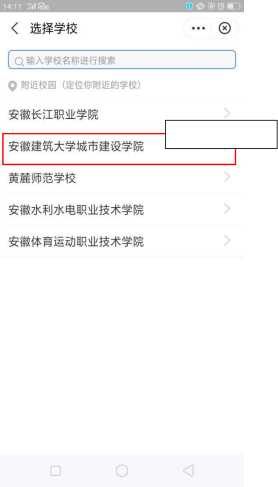 14:11
选择学校
输入学校名称进行搜索
附近校园（定位你附近的学校）
安徽长江职业学院
安徽建筑大学城市建设学院
黄麓师范学校
安徽水利水电职业技术学院
安徽体育运动职业技术学院